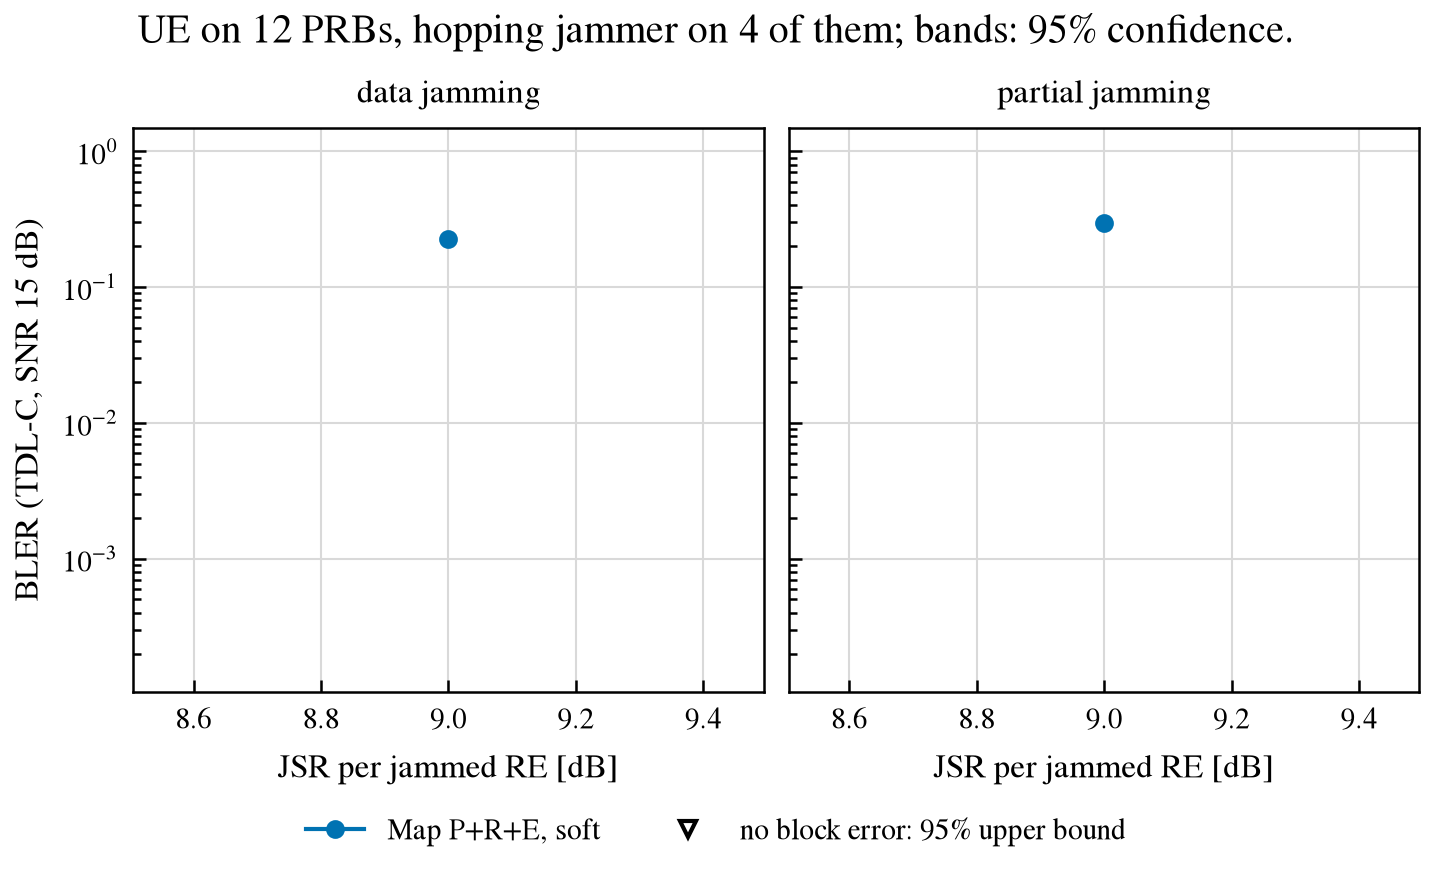 UE on 12 PRBs, hopping jammer on 4 of them; bands: 95% confidence.
data jamming
partial jamming
BLER (TDL-C, SNR 15 dB)
10⁰
10⁻¹
10⁻²
10⁻³
8.6 8.8 9.0 9.2 9.4
8.6 8.8 9.0 9.2 9.4
JSR per jammed RE [dB]
JSR per jammed RE [dB]
Map P+R+E, soft
no block error: 95% upper bound